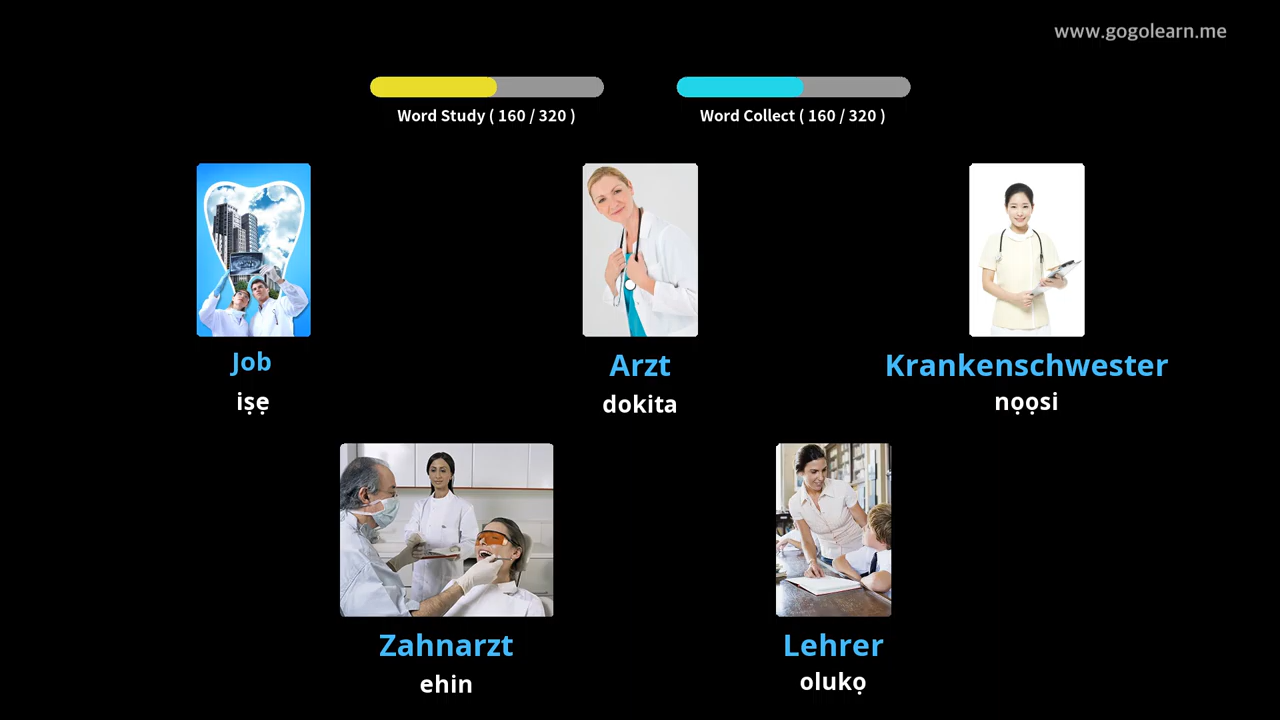 www.gogolearn.me
Word Study ( 160 / 320 )
Word Collect ( 160 / 320 )
Job
iṣẹ
Arzt
dokita
Krankenschwester
nọọsi
Zahnarzt
ehin
Lehrer
olukọ